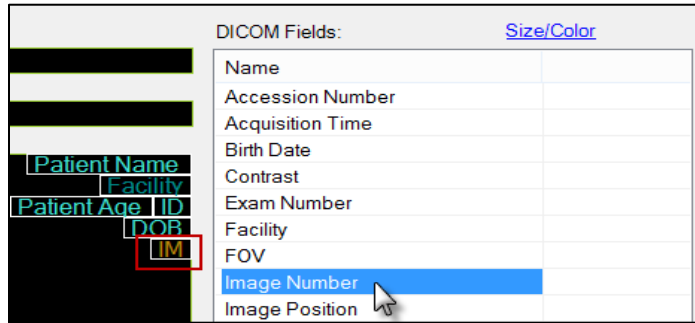 DICOM Fields: Size/Color
Name
Accession Number
Acquisition Time
Birth Date
Contrast
Exam Number
Facility
FOV
Image Number
Image Position
Patient Name
Facility
Patient Age ID
DOB
IM